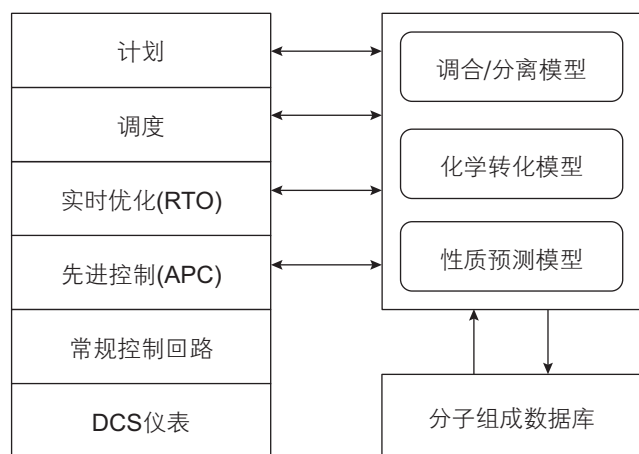 计划
调度
实时优化(RTO)
先进控制(APC)
常规控制回路
DCS仪表
调合/分离模型
化学转化模型
性质预测模型
分子组成数据库